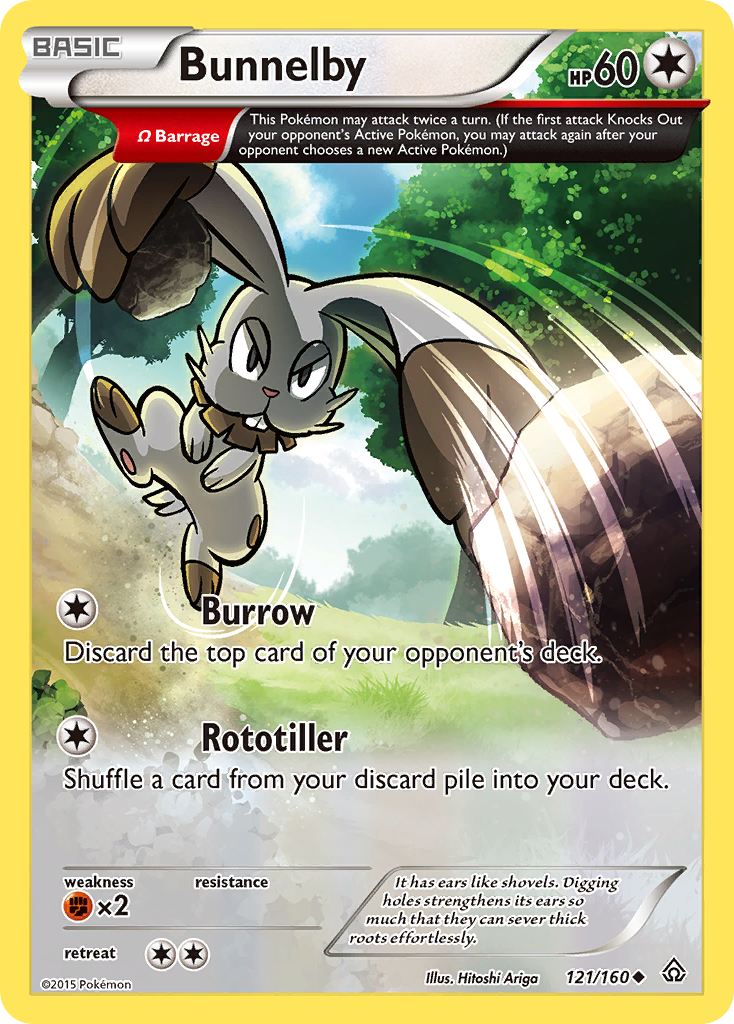 BASIC
Bunnelby
HP60
Ω Barrage
This Pokémon may attack twice a turn. (If the first attack Knocks Out
your opponent's Active Pokémon, you may attack again after your
opponent chooses a new Active Pokémon.)
Burrow
Discard the top card of your opponent's deck.
Rototiller
Shuffle a card from your discard pile into your deck.
weakness
resistance
×2
retreat
It has ears like shovels. Digging
holes strengthens its ears so
much that they can sever thick
roots effortlessly.
©2015 Pokémon
Illus. Hitoshi Ariga
121/160